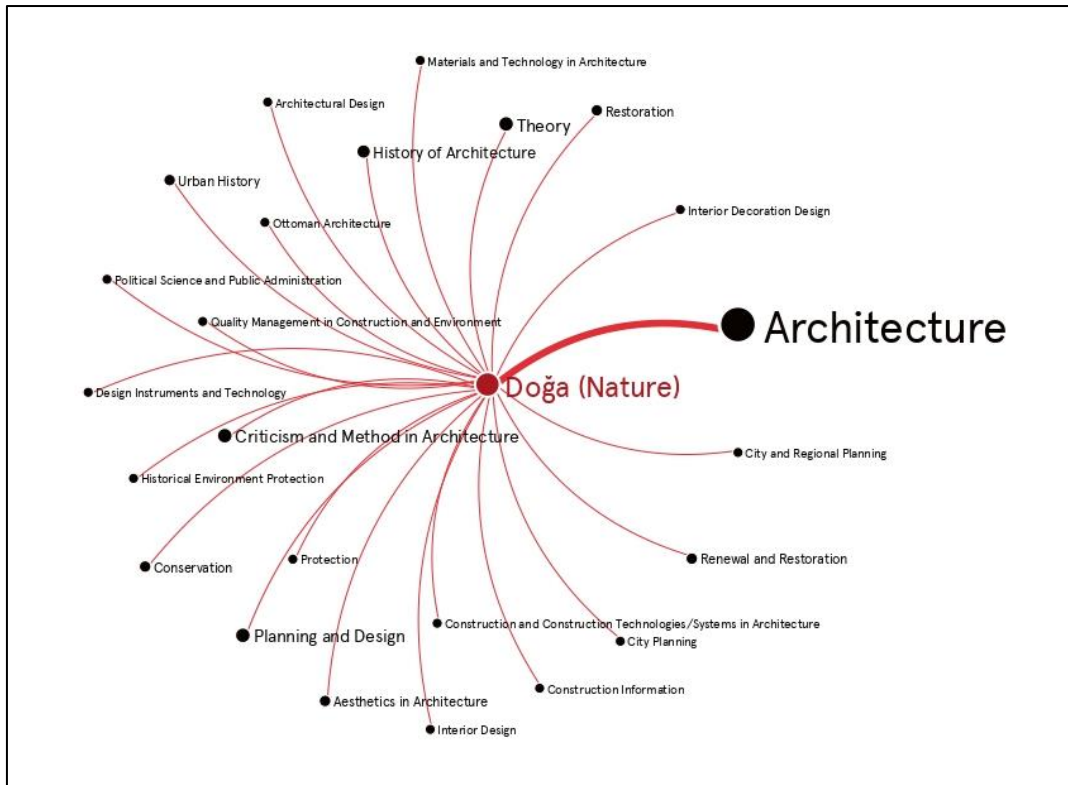 Materials and Technology in Architecture
Architectural Design
Restoration
Theory
History of Architecture
Urban History
Interior Decoration Design
Ottoman Architecture
Political Science and Public Administration
Quality Management in Construction and Environment
Architecture
Doğa (Nature)
Design Instruments and Technology
Criticism and Method in Architecture
City and Regional Planning
Historical Environment Protection
Protection
Renewal and Restoration
Conservation
Construction and Construction Technologies/Systems in Architecture
Planning and Design
City Planning
Construction Information
Aesthetics in Architecture
Interior Design